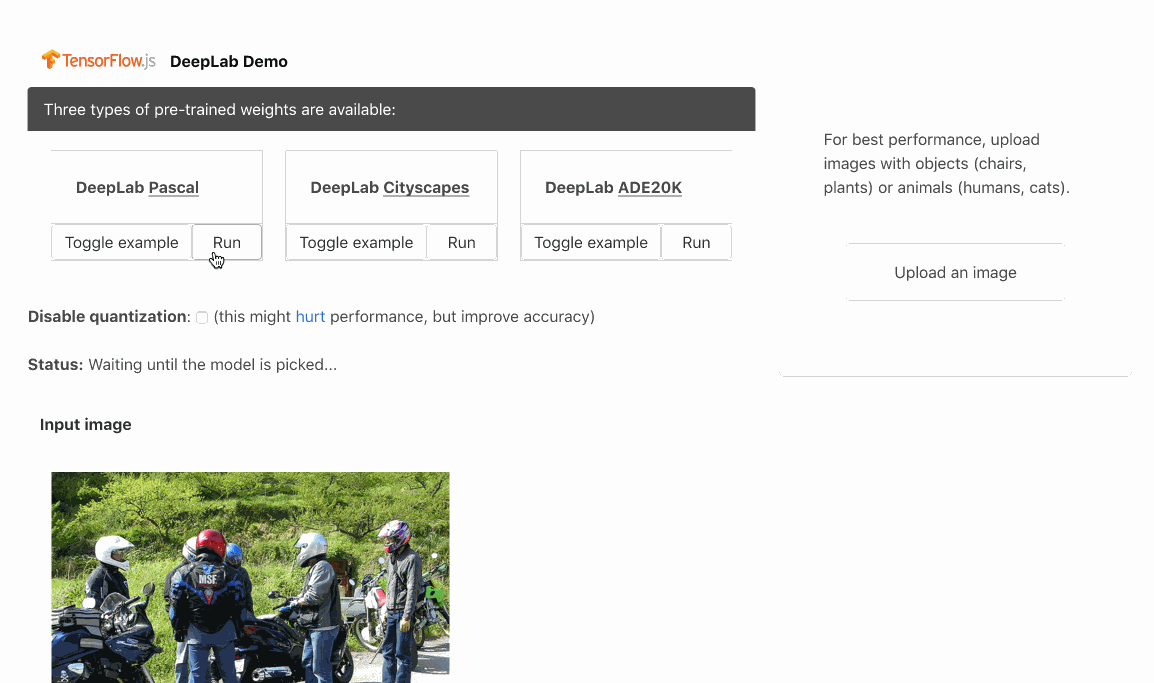 TensorFlow.js DeepLab Demo
Three types of pre-trained weights are available:
DeepLab Pascal
Toggle example
Run
DeepLab Cityscapes
Toggle example
Run
DeepLab ADE20K
Toggle example
Run
Disable quantization: (this might hurt performance, but improve accuracy)
Status: Waiting until the model is picked...
Input image
MSF
For best performance, upload
images with objects (chairs,
plants) or animals (humans, cats).
Upload an image